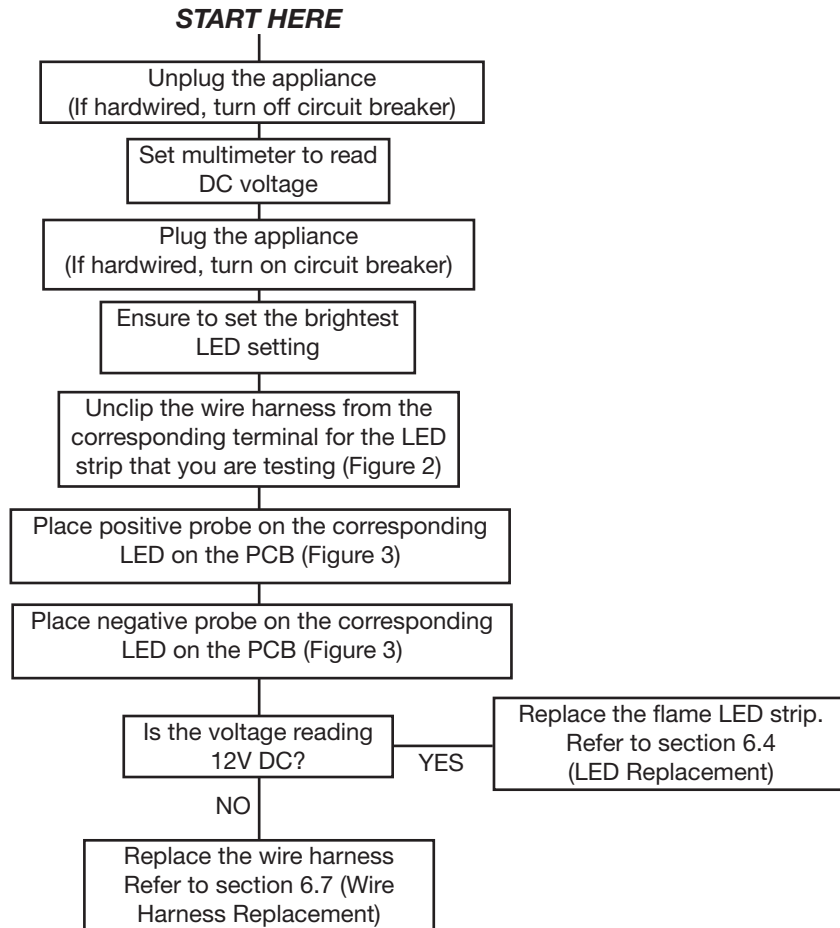 START HERE
Unplug the appliance
(If hardwired, turn off circuit breaker)
Set multimeter to read
DC voltage
Plug the appliance
(If hardwired, turn on circuit breaker)
Ensure to set the brightest
LED setting
Unclip the wire harness from the
corresponding terminal for the LED
strip that you are testing (Figure 2)
Place positive probe on the corresponding
LED on the PCB (Figure 3)
Place negative probe on the corresponding
LED on the PCB (Figure 3)
Is the voltage reading
12V DC?
YES
Replace the flame LED strip.
Refer to section 6.4
(LED Replacement)
NO
Replace the wire harness
Refer to section 6.7 (Wire
Harness Replacement)